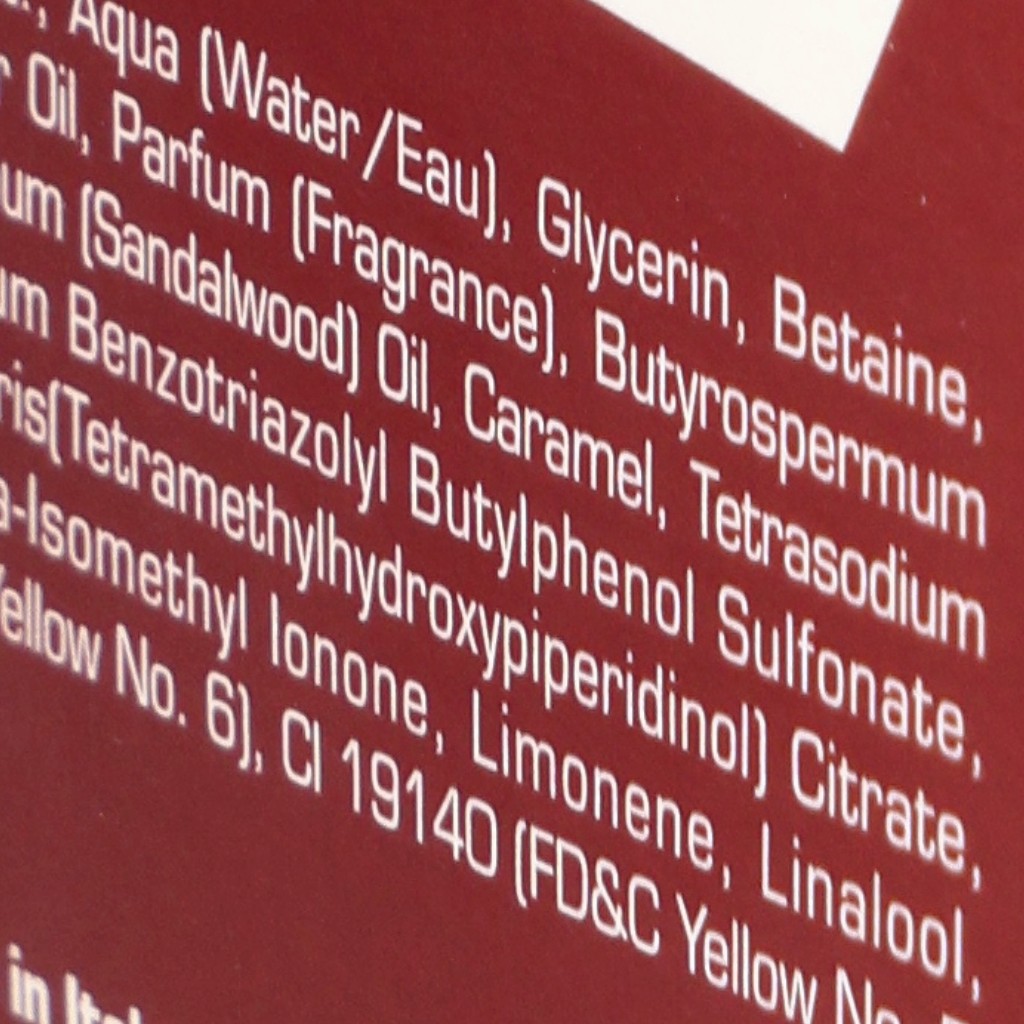 Aqua (Water/Eau), Glycerin, Betaine,
Oil, Parfum (Fragrance), Butyrospermum
um (Sandalwood) Oil, Caramel, Tetrasodium
um Benzotriazolyl Butylphenol Sulfonate,
ris(Tetramethylhydroxypiperidinol) Citrate,
a-Isomethyl Ionone, Limonene, Linalool,
Yellow No. 6), CI 19140 (FD&C Yellow No.
in